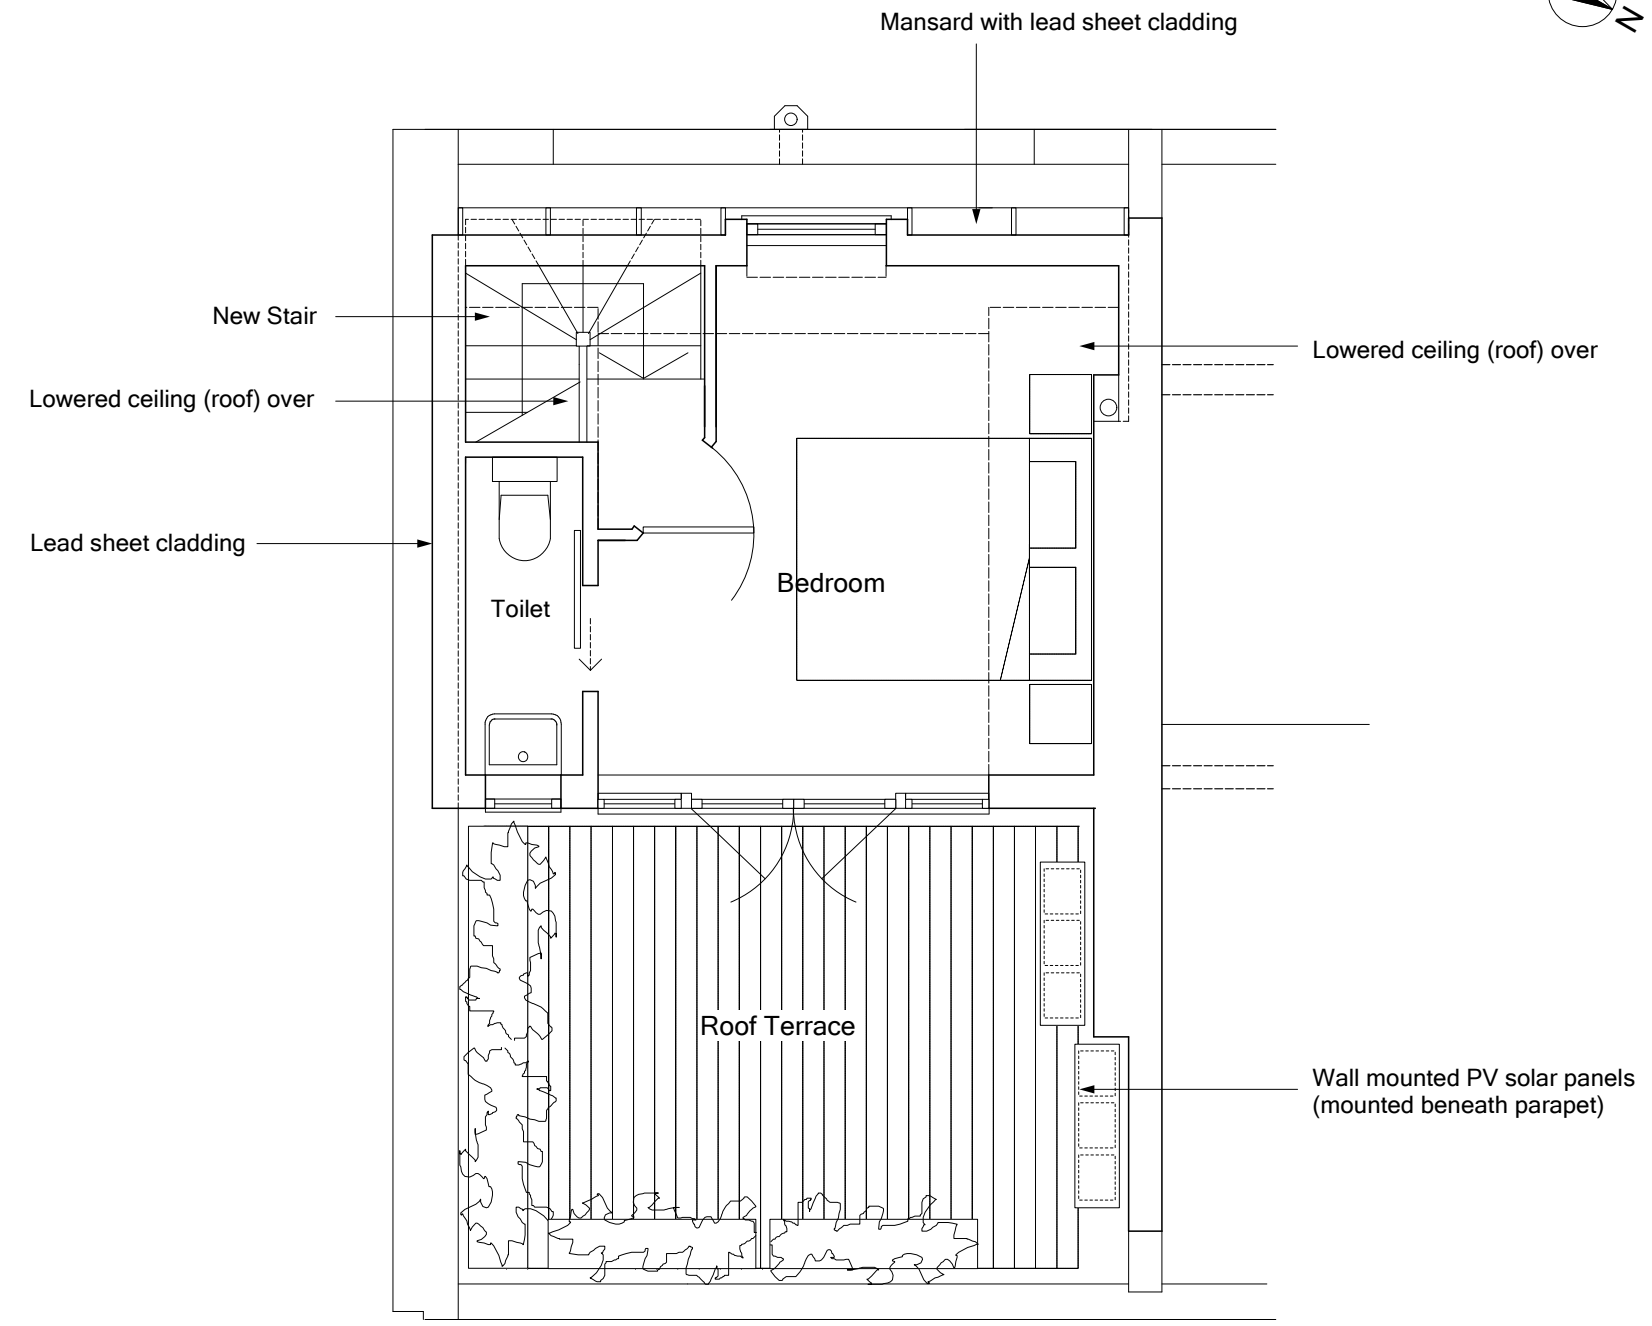 Mansard with lead sheet cladding
N
New Stair
Lowered ceiling (roof) over
Lowered ceiling (roof) over
Lead sheet cladding
Bedroom
Toilet
Roof Terrace
Wall mounted PV solar panels
(mounted beneath parapet)